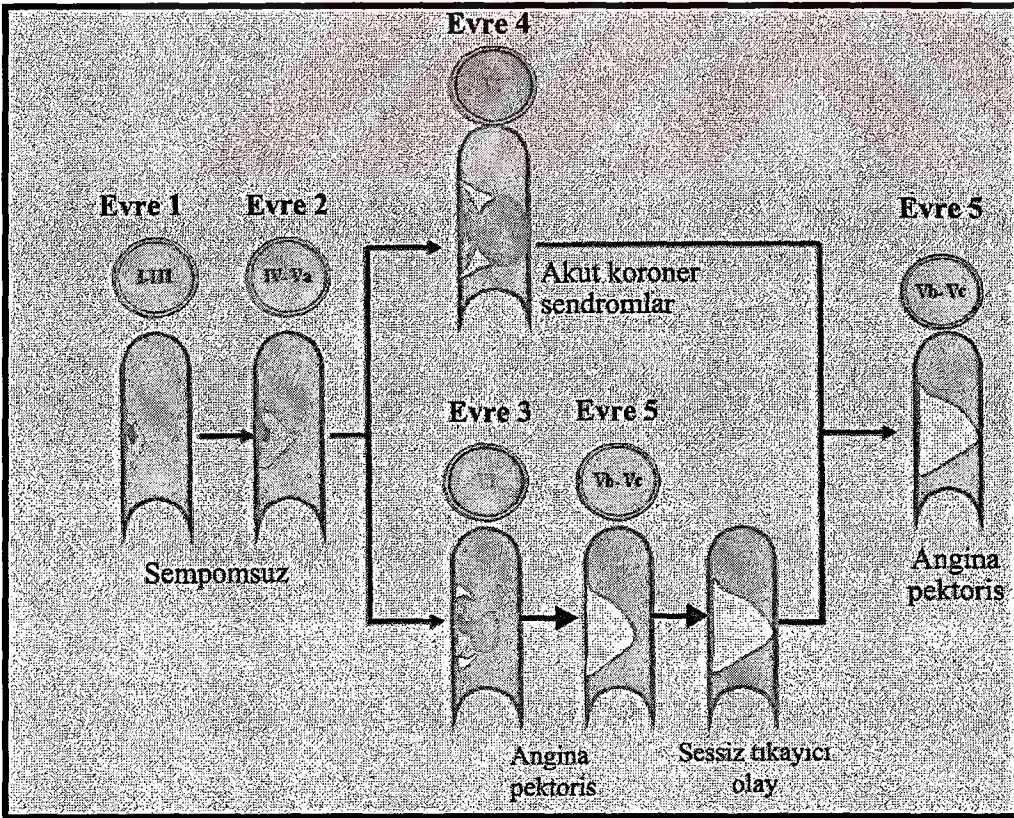 Evre 4
Evre 1
Evre 2
Evre 5
I-III
IV-Va
Vb-Vc
Akut koroner
sendromlar
Evre 3
Evre 5
Vb-Vc
Sempomsuz
Angina
pektoris
Angina
pektoris
Sessiz tıkayıcı
olay